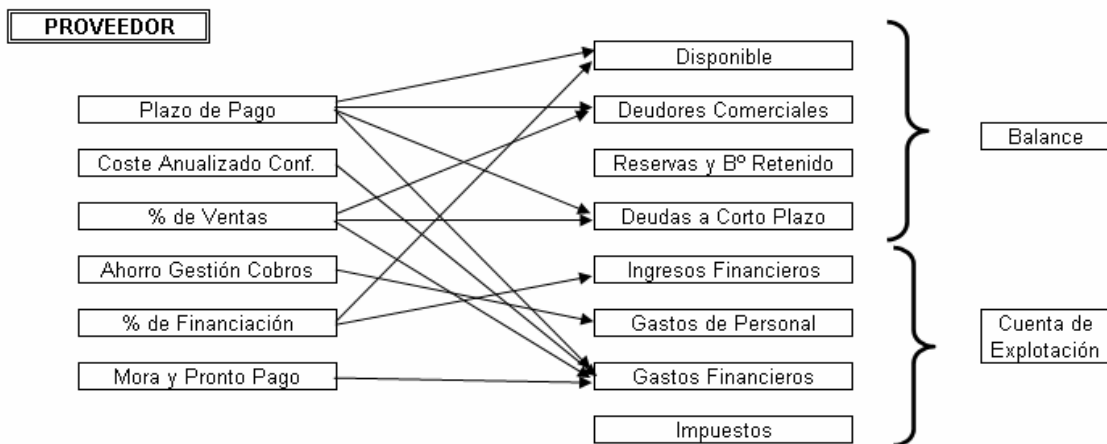 PROVEEDOR
Plazo de Pago
Coste Anualizado Conf.
% de Ventas
Ahorro Gestión Cobros
% de Financiación
Mora y Pronto Pago
Disponible
Deudores Comerciales
Reservas y Bº Retenido
Deudas a Corto Plazo
Ingresos Financieros
Gastos de Personal
Gastos Financieros
Impuestos
Balance
Cuenta de
Explotación